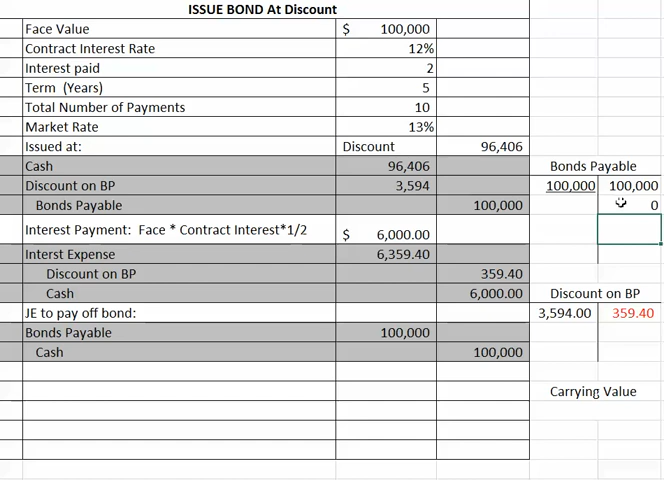 ISSUE BOND At Discount
Face Value $ 100,000
Contract Interest Rate 12%
Interest paid 2
Term (Years) 5
Total Number of Payments 10
Market Rate 13%
Issued at: Discount 96,406
Cash 96,406 Bonds Payable
Discount on BP 3,594 100,000 100,000
Bonds Payable 100,000 0
Interest Payment: Face * Contract Interest*1/2 $ 6,000.00
Interst Expense 6,359.40
Discount on BP 359.40
Cash 6,000.00 Discount on BP
JE to pay off bond: 3,594.00 359.40
Bonds Payable 100,000
Cash 100,000
Carrying Value